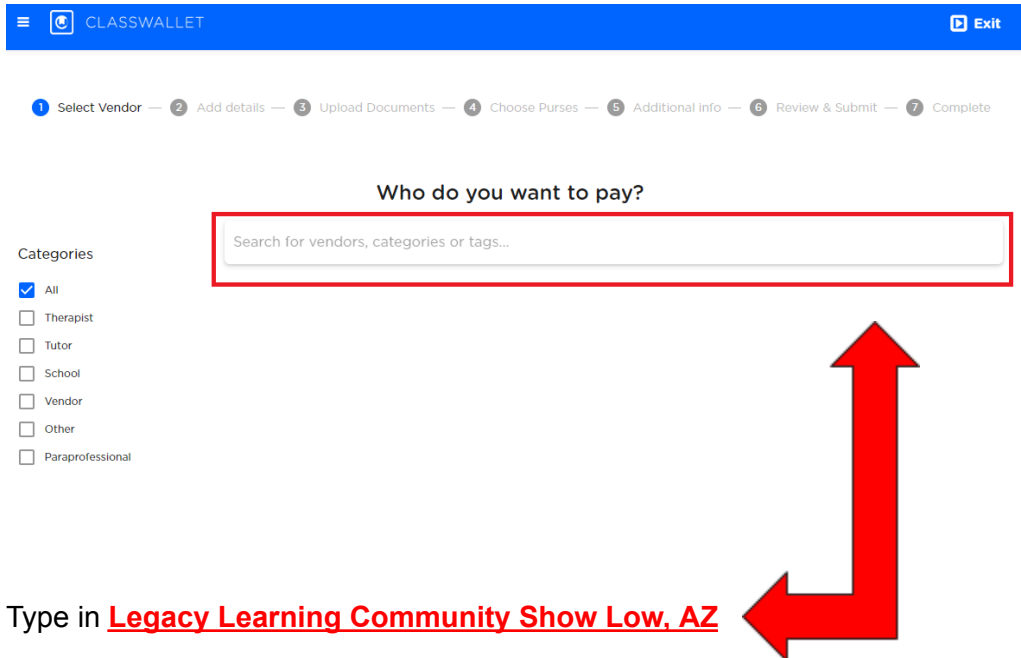 CLASSWALLET Exit
1 Select Vendor — 2 Add details — 3 Upload Documents — 4 Choose Purses — 5 Additional info — 6 Review & Submit — 7 Complete
Who do you want to pay?
Search for vendors, categories or tags...
Categories
All
Therapist
Tutor
School
Vendor
Other
Paraprofessional
Type in Legacy Learning Community Show Low, AZ